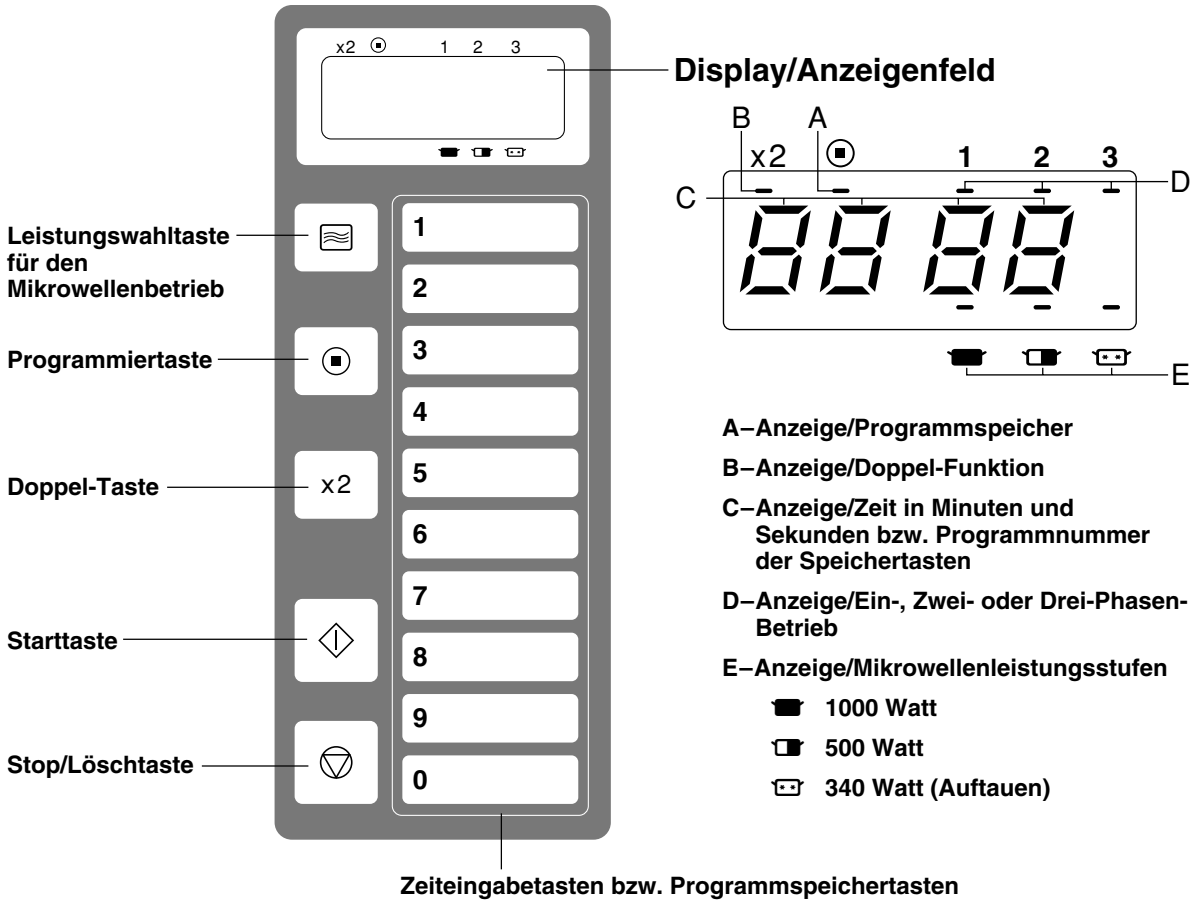 x2 1 2 3
Display/Anzeigenfeld
B A
x2 1 2 3
D
C
E
Leistungswahltaste
für den
Mikrowellenbetrieb
Programmiertaste
Doppel-Taste
x2
Starttaste
Stop/Löschtaste
1
2
3
4
5
6
7
8
9
0
88 88
A–Anzeige/Programmspeicher
B–Anzeige/Doppel-Funktion
C–Anzeige/Zeit in Minuten und
Sekunden bzw. Programmnummer
der Speichertasten
D–Anzeige/Ein-, Zwei- oder Drei-Phasen-
Betrieb
E–Anzeige/Mikrowellenleistungsstufen
1000 Watt
500 Watt
340 Watt (Auftauen)
Zeiteingabetasten bzw. Programmspeichertasten